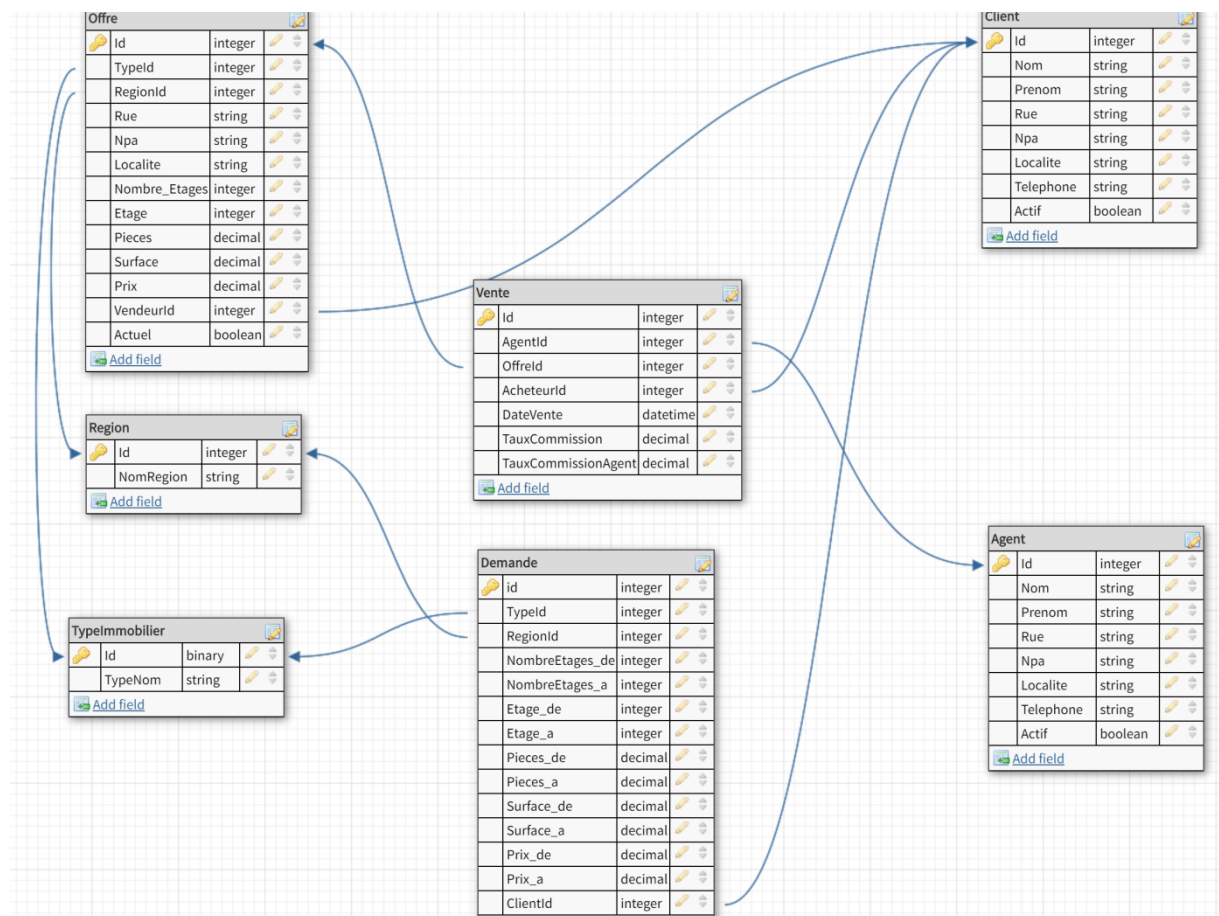 Offre
Id integer
TypeId integer
RegionId integer
Rue string
Npa string
Localite string
Nombre_Etages integer
Etage integer
Pieces decimal
Surface decimal
Prix decimal
VendeurId integer
Actuel boolean
Add field
Client
Id integer
Nom string
Prenom string
Rue string
Npa string
Localite string
Telephone string
Actif boolean
Add field
Vente
Id integer
AgentId integer
OffreId integer
AcheteurId integer
DateVente datetime
TauxCommission decimal
TauxCommissionAgent decimal
Add field
Region
Id integer
NomRegion string
Add field
TypeImmobilier
Id binary
TypeNom string
Add field
Demande
id integer
TypeId integer
RegionId integer
NombreEtages_de integer
NombreEtages_a integer
Etage_de integer
Etage_a integer
Pieces_de decimal
Pieces_a decimal
Surface_de decimal
Surface_a decimal
Prix_de decimal
Prix_a decimal
ClientId integer
Agent
Id integer
Nom string
Prenom string
Rue string
Npa string
Localite string
Telephone string
Actif boolean
Add field